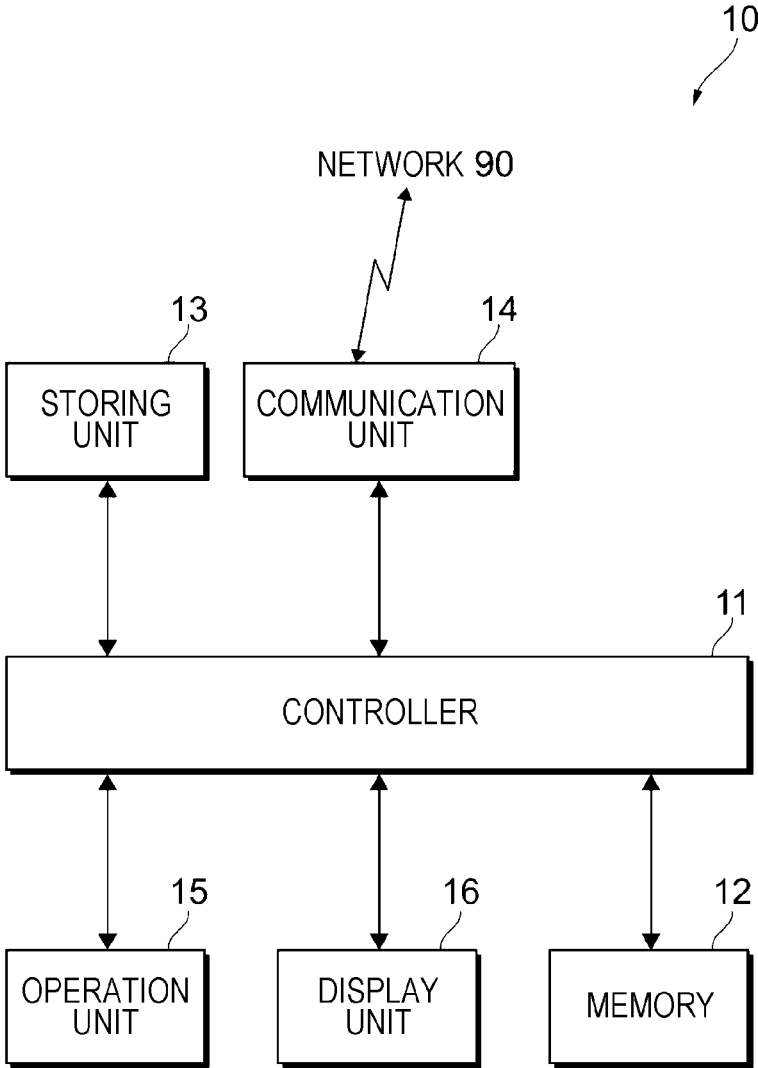 10
NETWORK 90
13
14
STORING
UNIT
COMMUNICATION
UNIT
11
CONTROLLER
15
16
12
OPERATION
UNIT
DISPLAY
UNIT
MEMORY